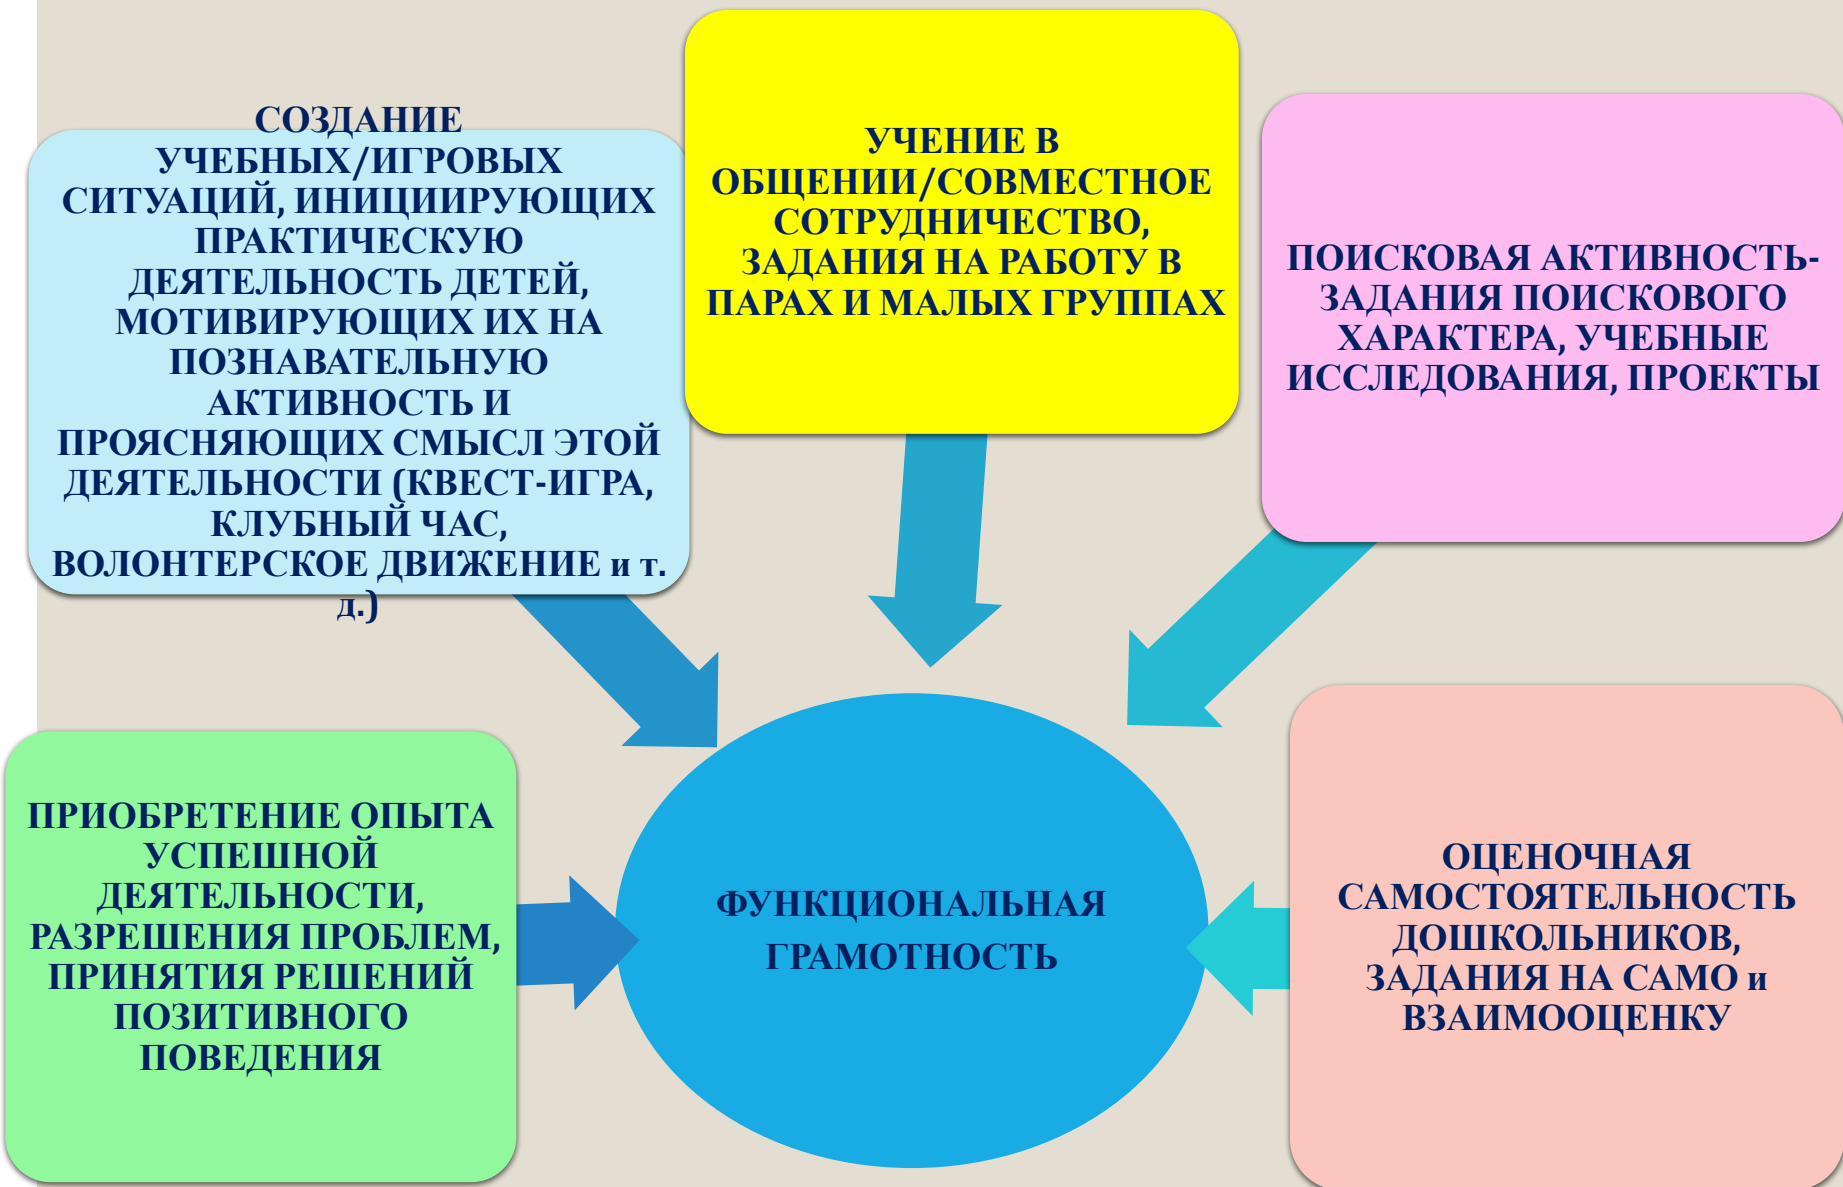 СОЗДАНИЕ
УЧЕБНЫХ/ИГРОВЫХ
СИТУАЦИЙ, ИНИЦИИРУЮЩИХ
ПРАКТИЧЕСКУЮ
ДЕЯТЕЛЬНОСТЬ ДЕТЕЙ,
МОТИВИРУЮЩИХ ИХ НА
ПОЗНАВАТЕЛЬНУЮ
АКТИВНОСТЬ И
ПРОЯСНЯЮЩИХ СМЫСЛ ЭТОЙ
ДЕЯТЕЛЬНОСТИ (КВЕСТ-ИГРА,
КЛУБНЫЙ ЧАС,
ВОЛОНТЕРСКОЕ ДВИЖЕНИЕ и т.
д.)
УЧЕНИЕ В
ОБЩЕНИИ/СОВМЕСТНОЕ
СОТРУДНИЧЕСТВО,
ЗАДАНИЯ НА РАБОТУ В
ПАРАХ И МАЛЫХ ГРУППАХ
ПОИСКОВАЯ АКТИВНОСТЬ-
ЗАДАНИЯ ПОИСКОВОГО
ХАРАКТЕРА, УЧЕБНЫЕ
ИССЛЕДОВАНИЯ, ПРОЕКТЫ
ПРИОБРЕТЕНИЕ ОПЫТА
УСПЕШНОЙ
ДЕЯТЕЛЬНОСТИ,
РАЗРЕШЕНИЯ ПРОБЛЕМ,
ПРИНЯТИЯ РЕШЕНИЙ
ПОЗИТИВНОГО
ПОВЕДЕНИЯ
ФУНКЦИОНАЛЬНАЯ
ГРАМОТНОСТЬ
ОЦЕНОЧНАЯ
САМОСТОЯТЕЛЬНОСТЬ
ДОШКОЛЬНИКОВ,
ЗАДАНИЯ НА САМО и
ВЗАИМООЦЕНКУ